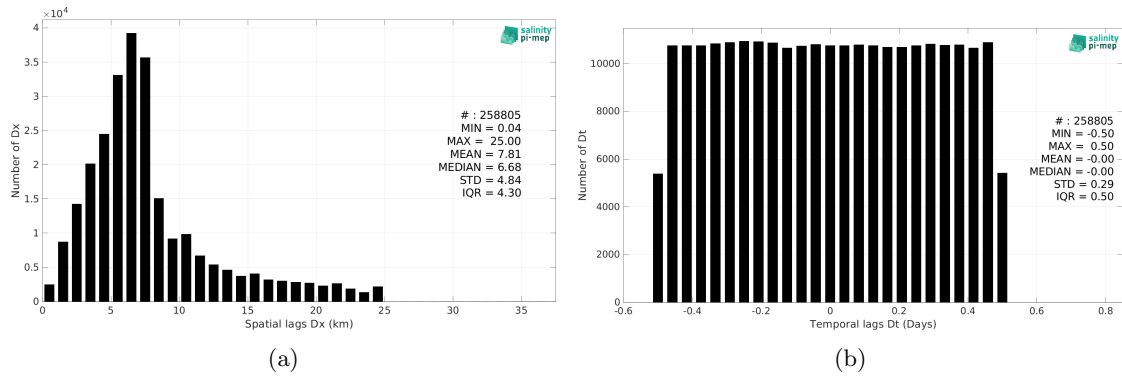 ×10⁴
4
3.5
3
2.5
2
1.5
1
0.5
0
Number of Dx
0 5 10 15 20 25 30 35
Spatial lags Dx (km)
salinity
pi-mep
# : 258805
MIN = 0.04
MAX = 25.00
MEAN = 7.81
MEDIAN = 6.68
STD = 4.84
IQR = 4.30
(a)
10000
8000
6000
4000
2000
0
Number of Dt
-0.6 -0.4 -0.2 0 0.2 0.4 0.6 0.8
Temporal lags Dt (Days)
salinity
pi-mep
# : 258805
MIN = -0.50
MAX = 0.50
MEAN = -0.00
MEDIAN = -0.00
STD = 0.29
IQR = 0.50
(b)